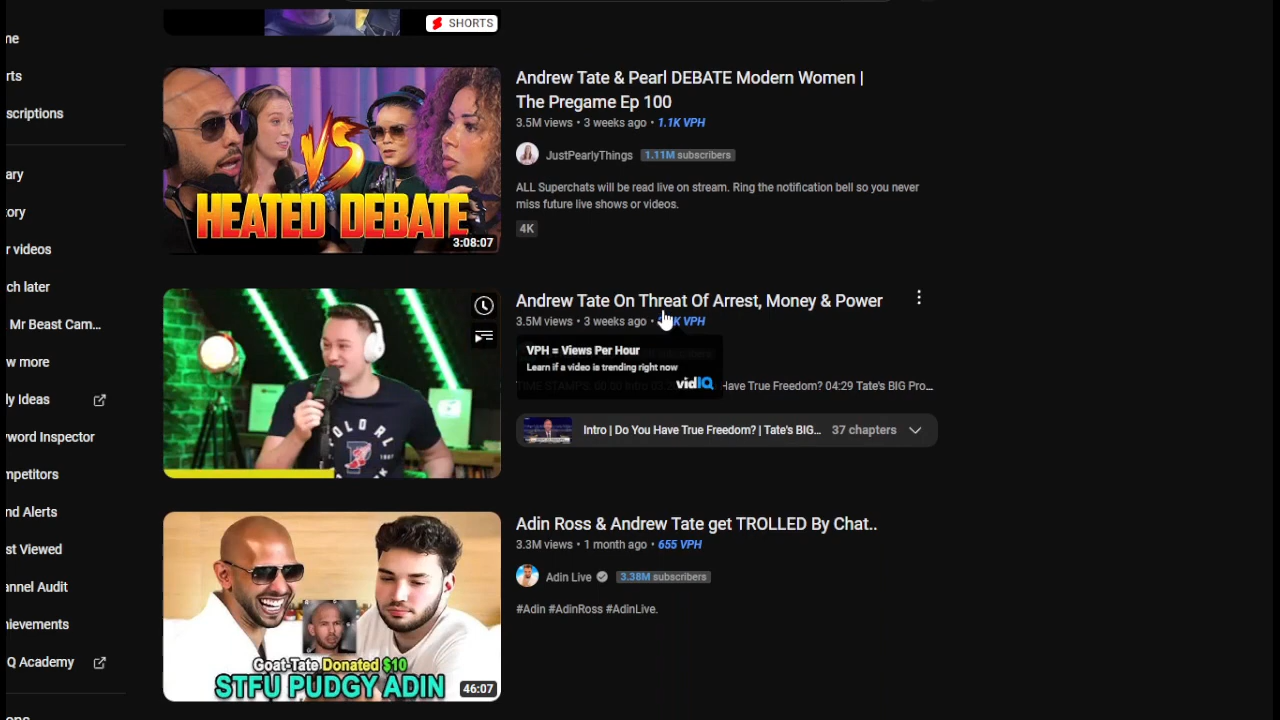 SHORTS
me
rts
scriptions
ary
ory
r videos
ch later
Mr Beast Cam...
w more
ly Ideas
word Inspector
mpetitors
nd Alerts
st Viewed
annel Audit
hievements
Q Academy
HEATED DEBATE
VS
3:08:07
Andrew Tate & Pearl DEBATE Modern Women |
The Pregame Ep 100
3.5M views • 3 weeks ago • 1.1K VPH
JustPearlyThings 1.11M subscribers
ALL Superchats will be read live on stream. Ring the notification bell so you never
miss future live shows or videos.
4K
Andrew Tate On Threat Of Arrest, Money & Power
3.5M views • 3 weeks ago • K VPH
VPH = Views Per Hour
Learn if a video is trending right now
vidIQ
Have True Freedom? 04:29 Tate's BIG Pro...
Intro | Do You Have True Freedom? | Tate's BIG... 37 chapters
POLO RL
P
Goat-Tate Donated $10
STFU PUDGY ADIN
46:07
Adin Ross & Andrew Tate get TROLLED By Chat..
3.3M views • 1 month ago • 655 VPH
Adin Live 3.38M subscribers
#Adin #AdinRoss #AdinLive.